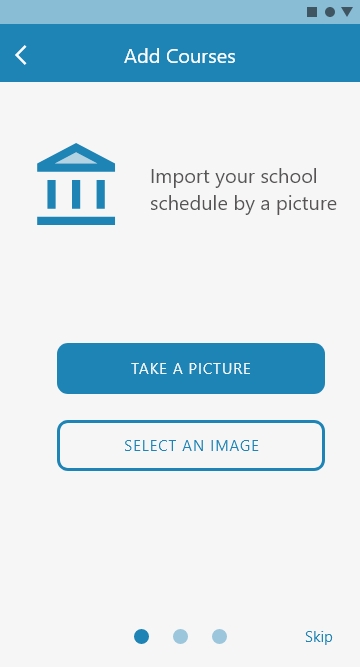 Add Courses
Import your school
schedule by a picture
TAKE A PICTURE
SELECT AN IMAGE
Skip